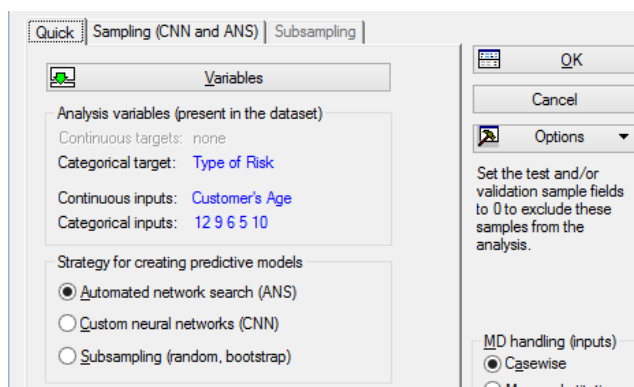 Quick
Sampling (CNN and ANS)
Subsampling
Variables
Analysis variables (present in the dataset)
Continuous targets: none
Categorical target: Type of Risk
Continuous inputs: Customer's Age
Categorical inputs: 12 9 6 5 10
Strategy for creating predictive models
Automated network search (ANS)
Custom neural networks (CNN)
Subsampling (random, bootstrap)
OK
Cancel
Options
Set the test and/or
validation sample fields
to 0 to exclude these
samples from the
analysis.
MD handling (inputs)
Casewise